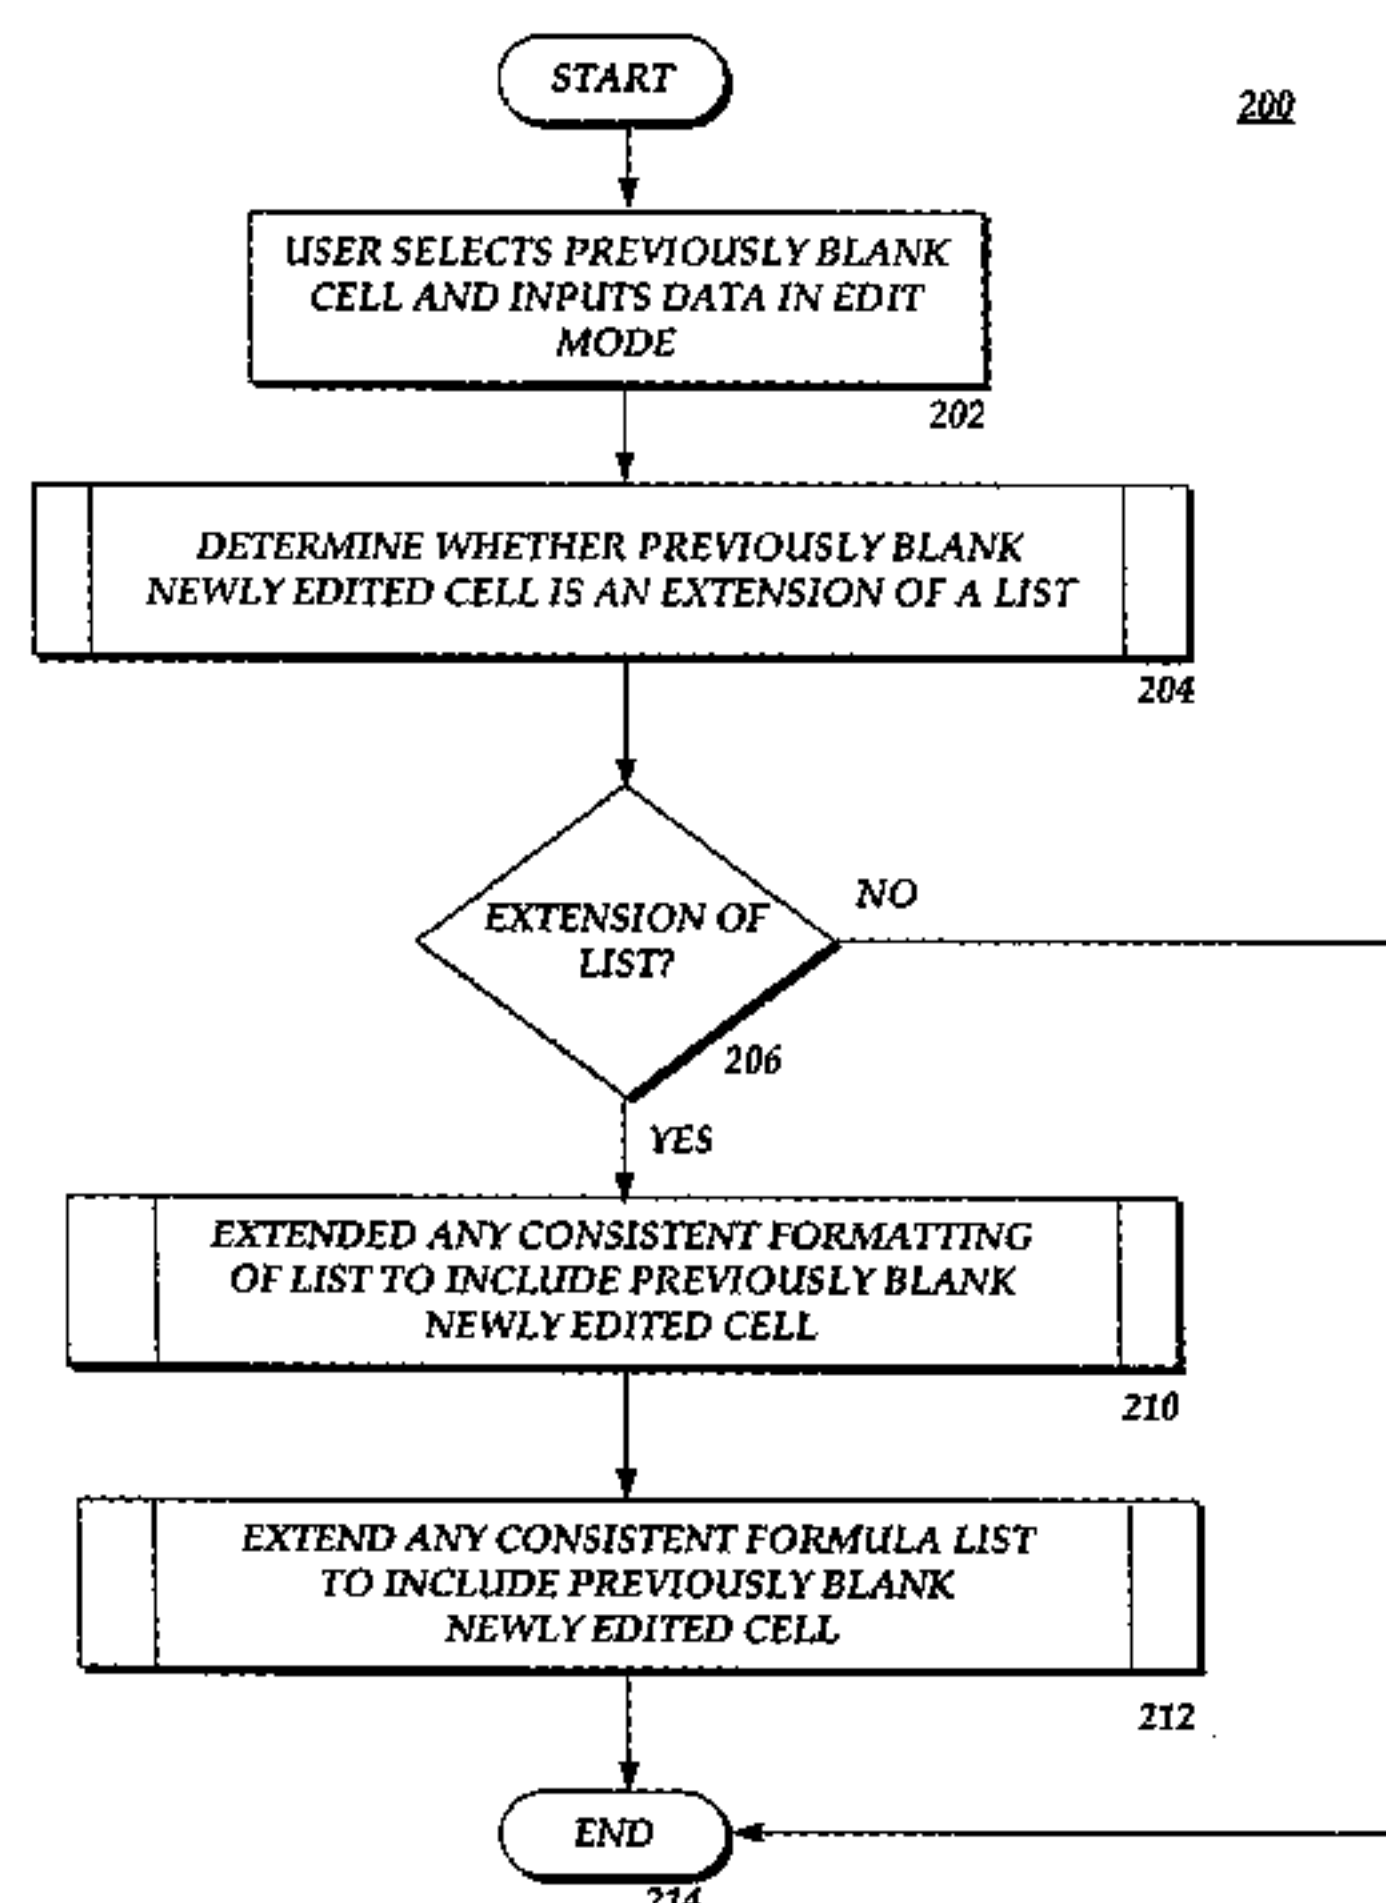 START
200
USER SELECTS PREVIOUSLY BLANK
CELL AND INPUTS DATA IN EDIT
MODE
202
DETERMINE WHETHER PREVIOUSLY BLANK
NEWLY EDITED CELL IS AN EXTENSION OF A LIST
204
EXTENSION OF
LIST?
NO
206
YES
EXTENDED ANY CONSISTENT FORMATTING
OF LIST TO INCLUDE PREVIOUSLY BLANK
NEWLY EDITED CELL
210
EXTEND ANY CONSISTENT FORMULA LIST
TO INCLUDE PREVIOUSLY BLANK
NEWLY EDITED CELL
212
END
214